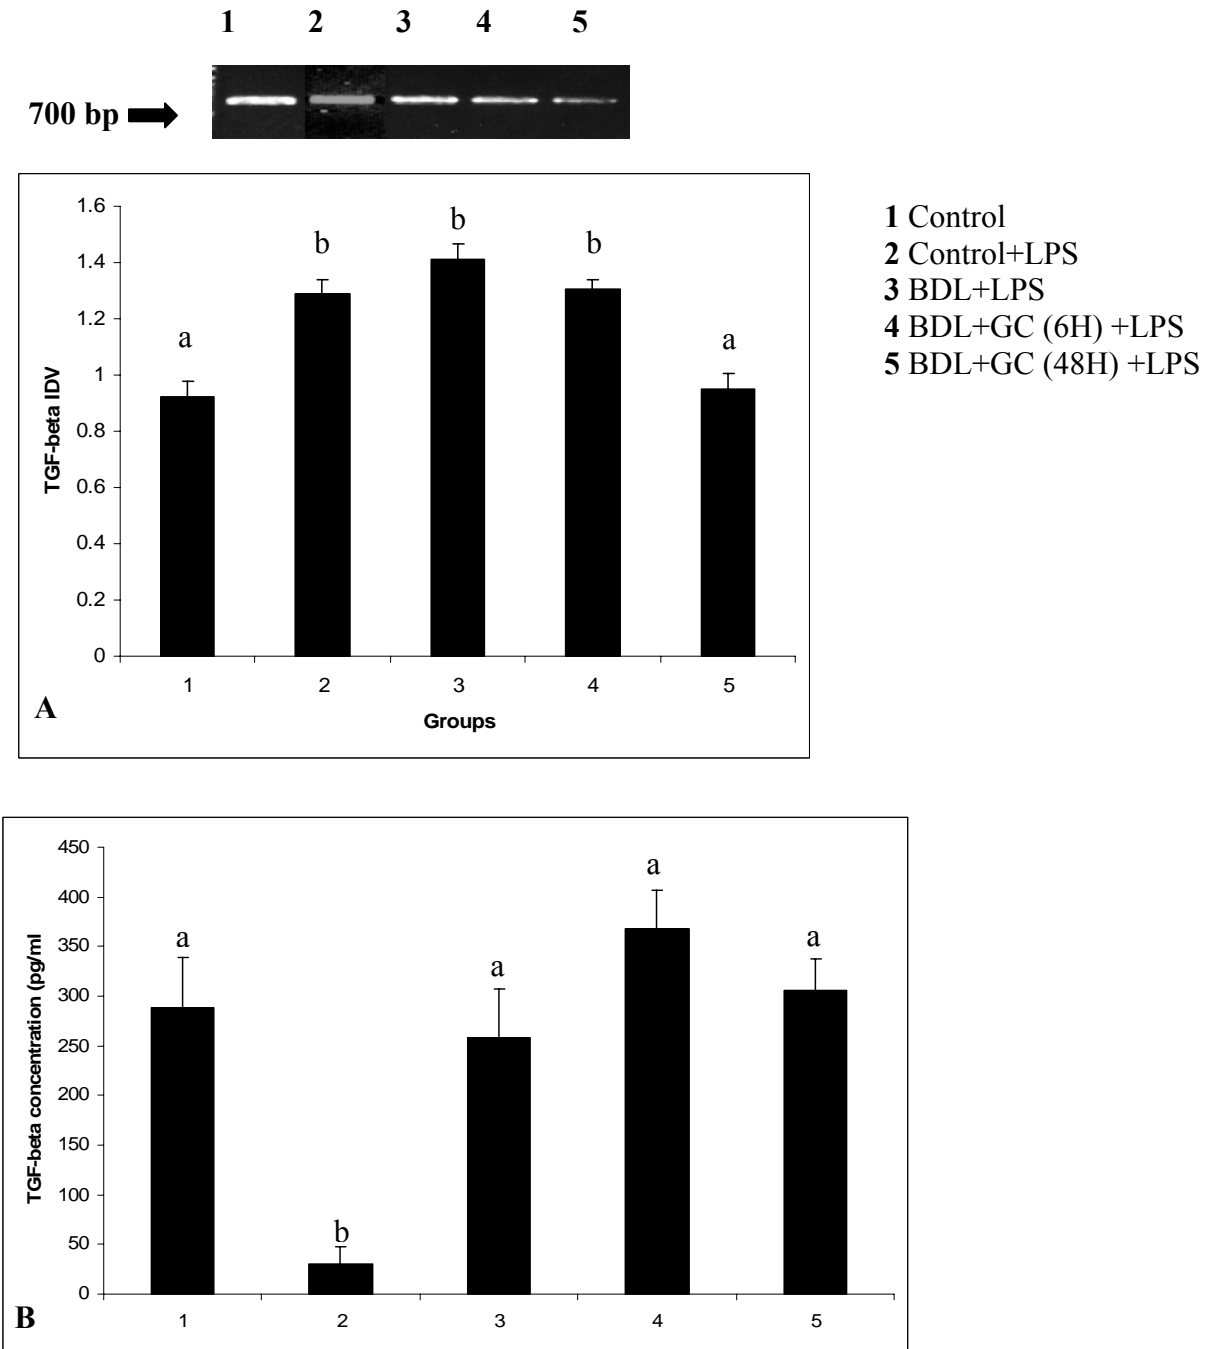 1 2 3 4 5
700 bp
1 Control
2 Control+LPS
3 BDL+LPS
4 BDL+GC (6H) +LPS
5 BDL+GC (48H) +LPS
1.6
1.4
1.2
1
0.8
0.6
0.4
0.2
0
TGF-beta IDV
a
b
b
b
a
1 2 3 4 5
Groups
A
450
400
350
300
250
200
150
100
50
0
TGF-beta concentration (pg/ml
a
b
a
a
a
1 2 3 4 5
B